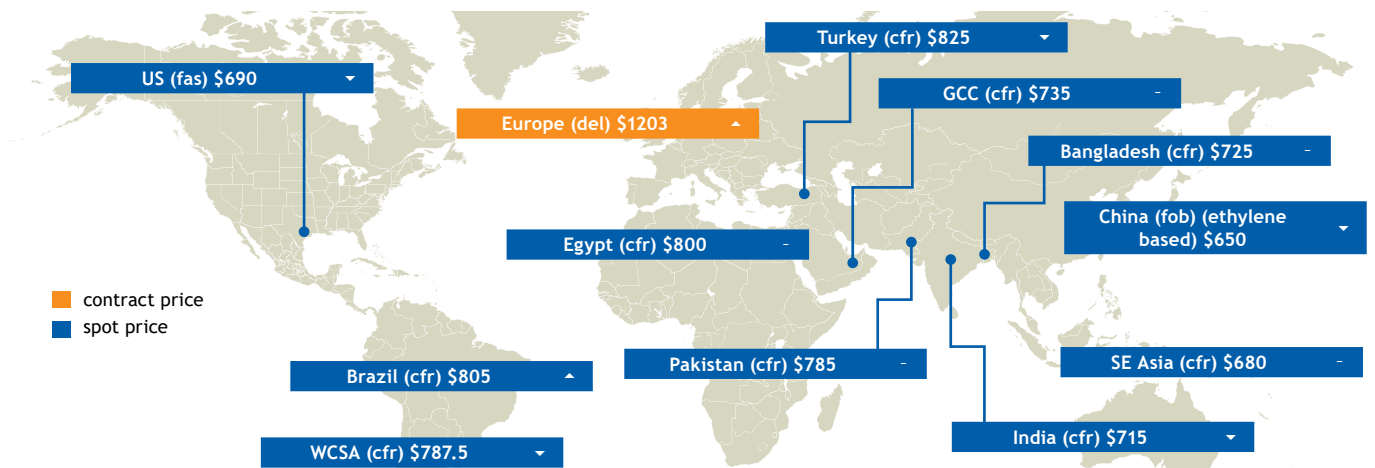 Turkey (cfr) $825
US (fas) $690
GCC (cfr) $735
Europe (del) $1203
Bangladesh (cfr) $725
China (fob) (ethylene
based) $650
Egypt (cfr) $800
contract price
spot price
Pakistan (cfr) $785
SE Asia (cfr) $680
Brazil (cfr) $805
India (cfr) $715
WCSA (cfr) $787.5